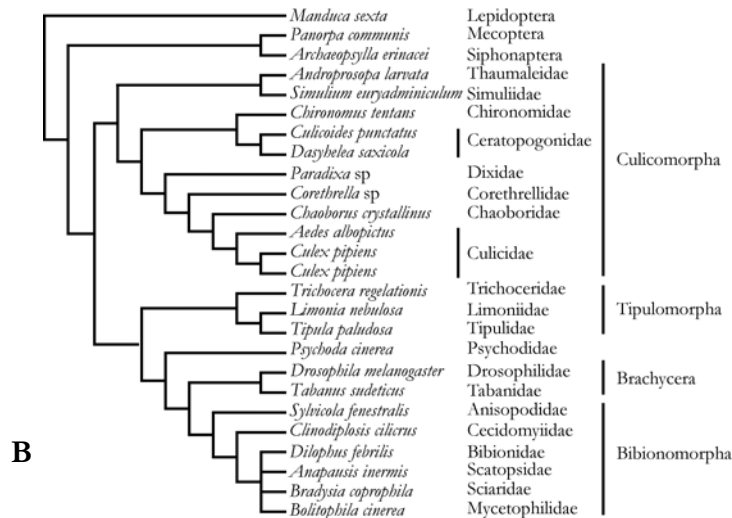 Manduca sexta Lepidoptera
Panorpa communis Mecoptera
Archaeopsylla erinacei Siphonaptera
Androprosopa larvata Thaumaleidae
Simulium euryadminiculum Simuliidae
Chironomus tentans Chironomidae
Culicoides punctatus Ceratopogonidae
Dasyhelea saxicola
Culicomorpha
Paradixa sp Dixidae
Corethrella sp Corethrellidae
Chaoborus crystallinus Chaoboridae
Aedes albopictus
Culex pipiens Culicidae
Culex pipiens
Trichocera regelationis Trichoceridae
Limonia nebulosa Limoniidae Tipulomorpha
Tipula paludosa Tipulidae
Psychoda cinerea Psychodidae
Drosophila melanogaster Drosophilidae
Brachycera
Tabanus sudeticus Tabanidae
Sylvicola fenestralis Anisopodidae
Clinodiplosis cilicrus Cecidomyiidae
B Dilophus febrilis Bibionidae Bibionomorpha
Anapausis inermis Scatopsidae
Bradysia coprophila Sciaridae
Bolitophila cinerea Mycetophilidae